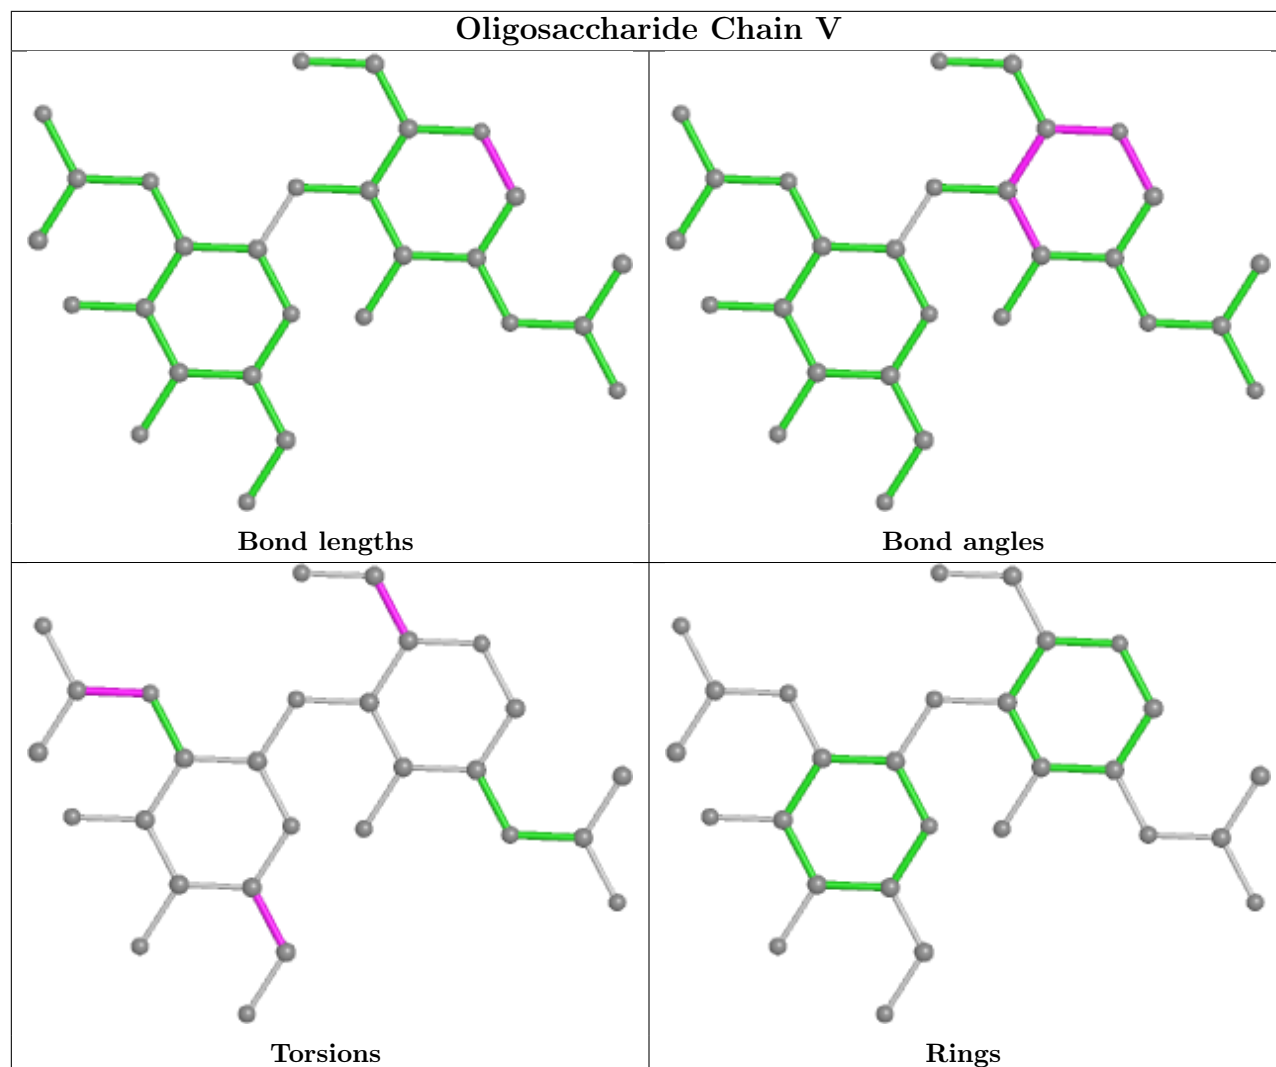 Oligosaccharide Chain V
Bond lengths
Bond angles
Torsions
Rings